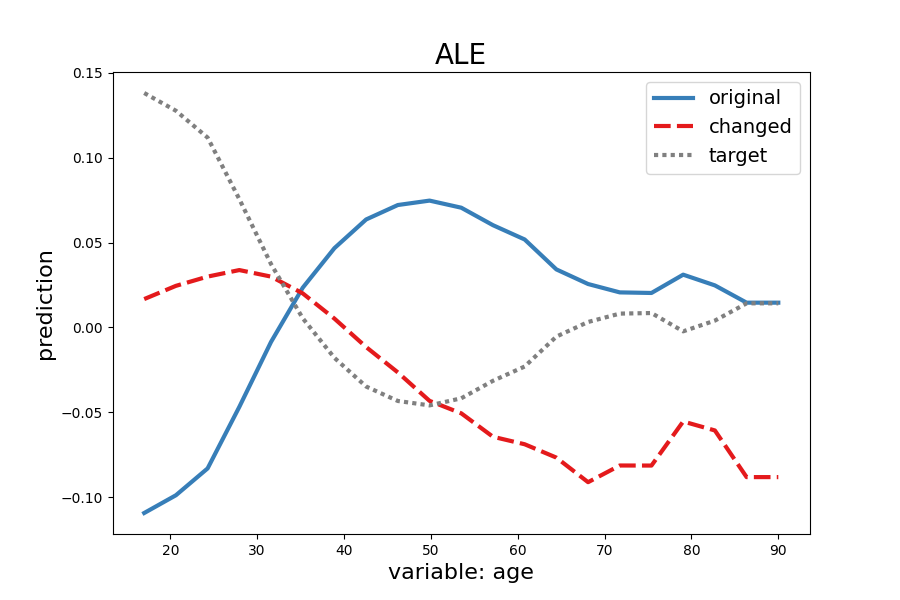 ALE
original
changed
target
prediction
0.15
0.10
0.05
0.00
−0.05
−0.10
20 30 40 50 60 70 80 90
variable: age